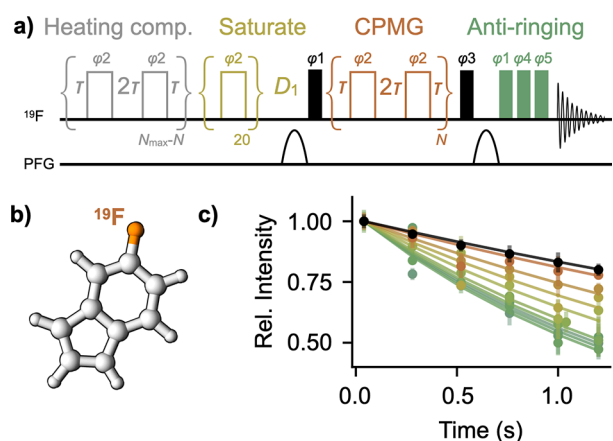 a) Heating comp. Saturate CPMG Anti-ringing
φ2 φ2 φ2 φ1 φ2 φ2 φ3 φ1 φ4 φ5
{ τ 2τ τ } { } D1 { τ 2τ τ }
¹⁹F
Nmax-N 20 N
PFG
b) c)
¹⁹F
1.00
0.75
0.50
Rel. Intensity
0.0 0.5 1.0
Time (s)